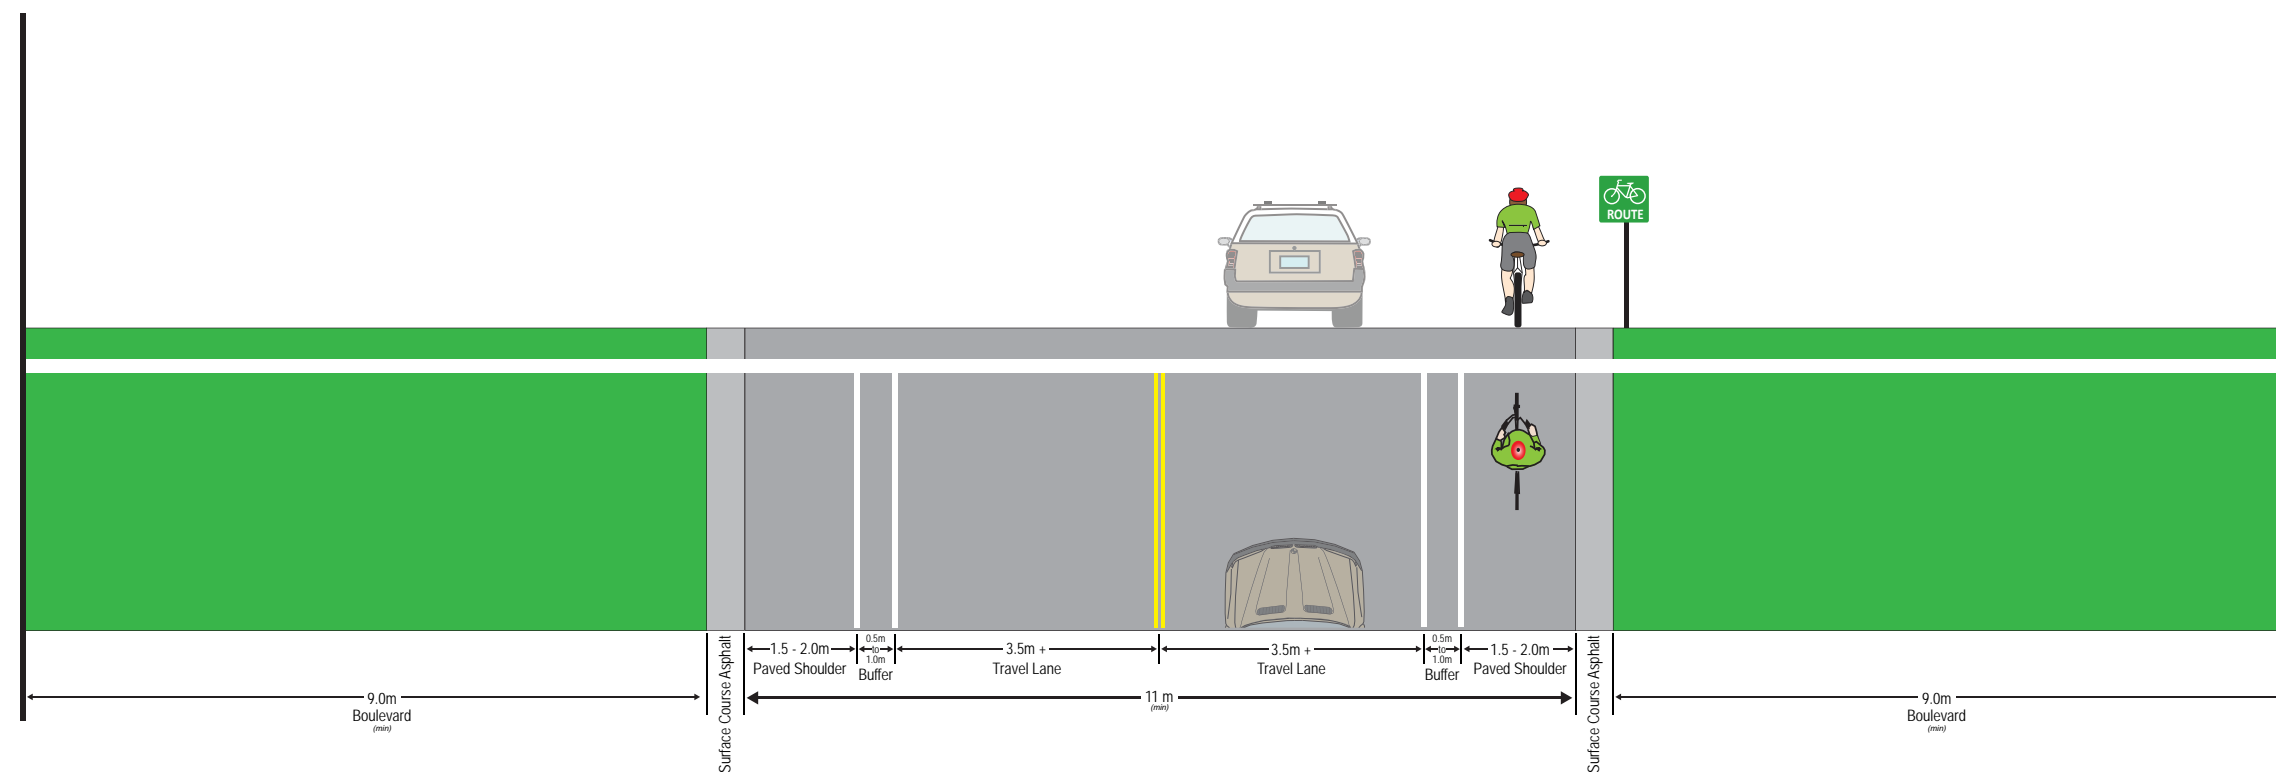 ROUTE
1.5 - 2.0m
Paved Shoulder
0.5m
to
1.0m
Buffer
3.5m +
Travel Lane
3.5m +
Travel Lane
0.5m
to
1.0m
Buffer
1.5 - 2.0m
Paved Shoulder
9.0m
Boulevard
(min)
Surface Course Asphalt
11 m
(min)
Surface Course Asphalt
9.0m
Boulevard
(min)